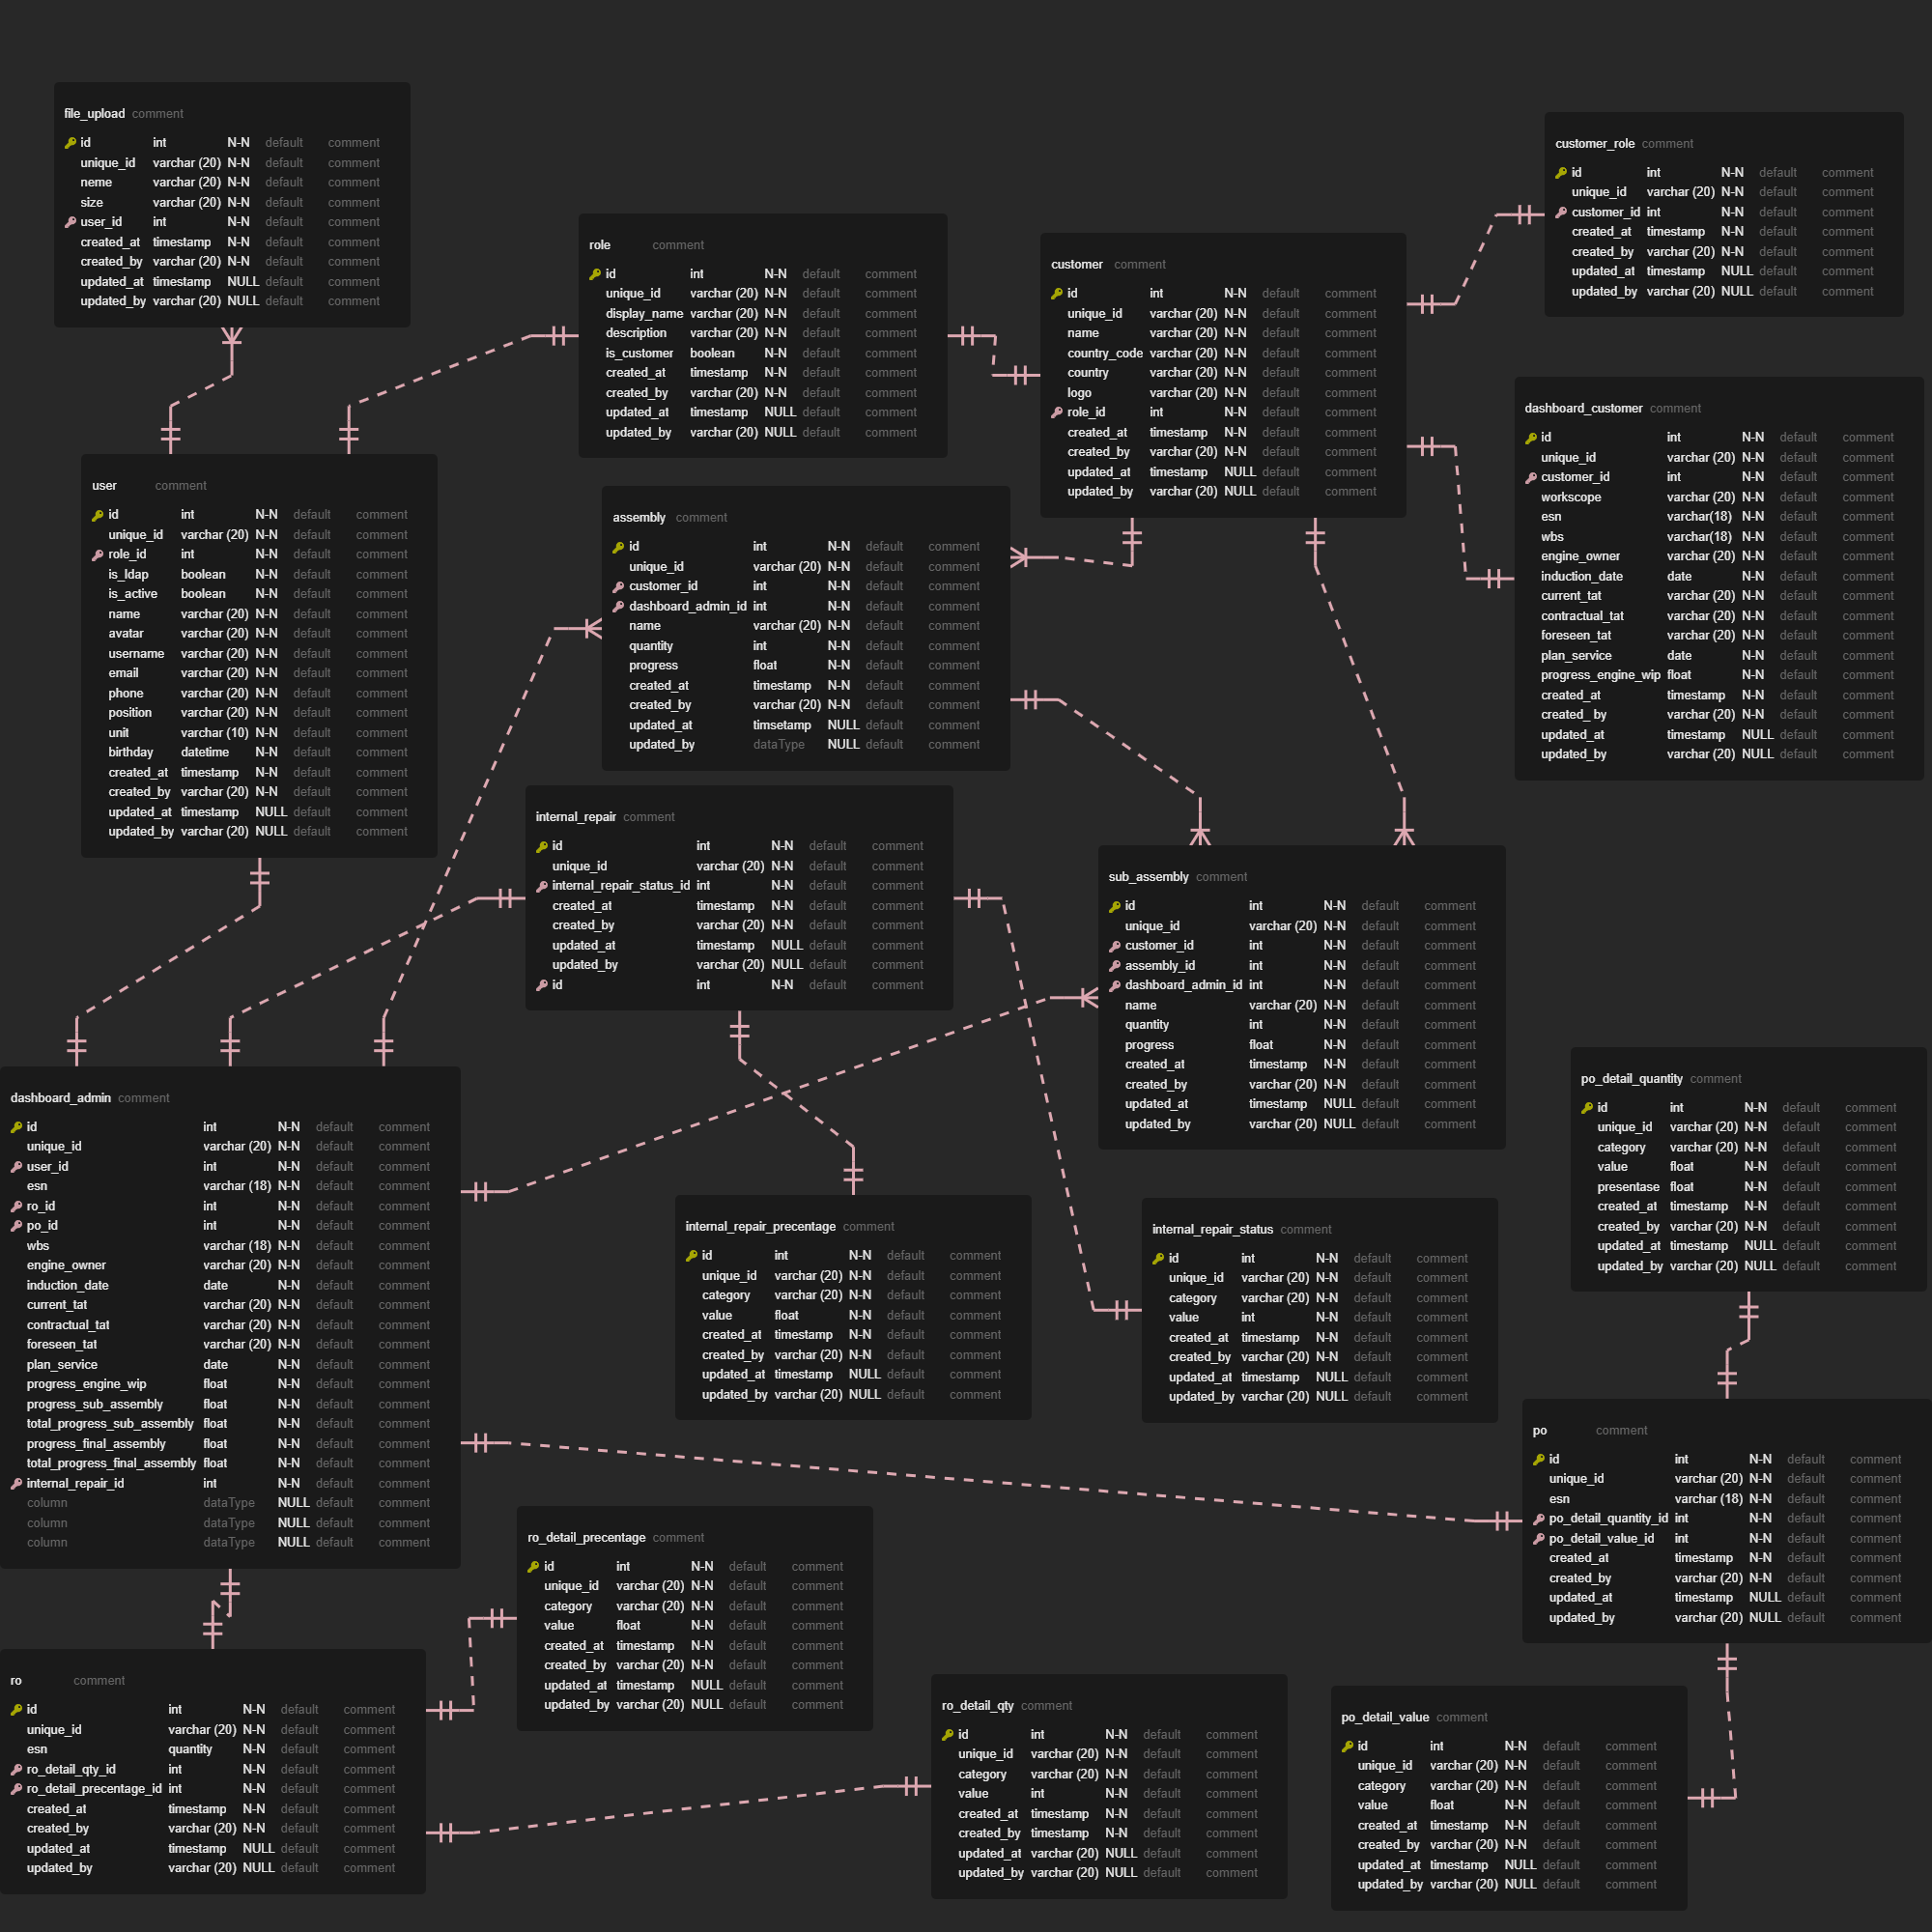 file_upload comment
id int N-N default comment
unique_id varchar (20) N-N default comment
neme varchar (20) N-N default comment
size varchar (20) N-N default comment
user_id int N-N default comment
created_at timestamp N-N default comment
created_by varchar (20) N-N default comment
updated_at timestamp NULL default comment
updated_by varchar (20) NULL default comment
customer_role comment
id int N-N default comment
unique_id varchar (20) N-N default comment
customer_id int N-N default comment
created_at timestamp N-N default comment
created_by varchar (20) N-N default comment
updated_at timestamp NULL default comment
updated_by varchar (20) NULL default comment
role comment
id int N-N default comment
unique_id varchar (20) N-N default comment
display_name varchar (20) N-N default comment
description varchar (20) N-N default comment
is_customer boolean N-N default comment
created_at timestamp N-N default comment
created_by varchar (20) N-N default comment
updated_at timestamp NULL default comment
updated_by varchar (20) NULL default comment
customer comment
id int N-N default comment
unique_id varchar (20) N-N default comment
name varchar (20) N-N default comment
country_code varchar (20) N-N default comment
country varchar (20) N-N default comment
logo varchar (20) N-N default comment
role_id int N-N default comment
created_at timestamp N-N default comment
created_by varchar (20) N-N default comment
updated_at timestamp NULL default comment
updated_by varchar (20) NULL default comment
dashboard_customer comment
id int N-N default comment
unique_id varchar (20) N-N default comment
customer_id int N-N default comment
workscope varchar (20) N-N default comment
esn varchar(18) N-N default comment
wbs varchar(18) N-N default comment
engine_owner varchar (20) N-N default comment
induction_date date N-N default comment
current_tat varchar (20) N-N default comment
contractual_tat varchar (20) N-N default comment
foreseen_tat varchar (20) N-N default comment
plan_service date N-N default comment
progress_engine_wip float N-N default comment
created_at timestamp N-N default comment
created_ by varchar (20) N-N default comment
updated_at timestamp NULL default comment
updated_by varchar (20) NULL default comment
user comment
id int N-N default comment
unique_id varchar (20) N-N default comment
role_id int N-N default comment
is_ldap boolean N-N default comment
is_active boolean N-N default comment
name varchar (20) N-N default comment
avatar varchar (20) N-N default comment
username varchar (20) N-N default comment
email varchar (20) N-N default comment
phone varchar (20) N-N default comment
position varchar (20) N-N default comment
unit varchar (10) N-N default comment
birthday datetime N-N default comment
created_at timestamp N-N default comment
created_by varchar (20) N-N default comment
updated_at timestamp NULL default comment
updated_by varchar (20) NULL default comment
assembly comment
id int N-N default comment
unique_id varchar (20) N-N default comment
customer_id int N-N default comment
dashboard_admin_id int N-N default comment
name varchar (20) N-N default comment
quantity int N-N default comment
progress float N-N default comment
created_at timestamp N-N default comment
created_by varchar (20) N-N default comment
updated_at timsetamp NULL default comment
updated_by dataType NULL default comment
internal_repair comment
id int N-N default comment
unique_id varchar (20) N-N default comment
internal_repair_status_id int N-N default comment
created_at timestamp N-N default comment
created_by varchar (20) N-N default comment
updated_at timestamp NULL default comment
updated_by varchar (20) NULL default comment
id int N-N default comment
sub_assembly comment
id int N-N default comment
unique_id varchar (20) N-N default comment
customer_id int N-N default comment
assembly_id int N-N default comment
dashboard_admin_id int N-N default comment
name varchar (20) N-N default comment
quantity int N-N default comment
progress float N-N default comment
created_at timestamp N-N default comment
created_by varchar (20) N-N default comment
updated_at timestamp NULL default comment
updated_by varchar (20) NULL default comment
dashboard_admin comment
id int N-N default comment
unique_id varchar (20) N-N default comment
user_id int N-N default comment
esn varchar (18) N-N default comment
ro_id int N-N default comment
po_id int N-N default comment
wbs varchar (18) N-N default comment
engine_owner varchar (20) N-N default comment
induction_date date N-N default comment
current_tat varchar (20) N-N default comment
contractual_tat varchar (20) N-N default comment
foreseen_tat varchar (20) N-N default comment
plan_service date N-N default comment
progress_engine_wip float N-N default comment
progress_sub_assembly float N-N default comment
total_progress_sub_assembly float N-N default comment
progress_final_assembly float N-N default comment
total_progress_final_assembly float N-N default comment
internal_repair_id int N-N default comment
column dataType NULL default comment
column dataType NULL default comment
column dataType NULL default comment
internal_repair_precentage comment
id int N-N default comment
unique_id varchar (20) N-N default comment
category varchar (20) N-N default comment
value float N-N default comment
created_at timestamp N-N default comment
created_by varchar (20) N-N default comment
updated_at timestamp NULL default comment
updated_by varchar (20) NULL default comment
internal_repair_status comment
id int N-N default comment
unique_id varchar (20) N-N default comment
category varchar (20) N-N default comment
value int N-N default comment
created_at timestamp N-N default comment
created_by varchar (20) N-N default comment
updated_at timestamp NULL default comment
updated_by varchar (20) NULL default comment
po_detail_quantity comment
id int N-N default comment
unique_id varchar (20) N-N default comment
category varchar (20) N-N default comment
value float N-N default comment
presentase float N-N default comment
created_at timestamp N-N default comment
created_by varchar (20) N-N default comment
updated_at timestamp NULL default comment
updated_by varchar (20) NULL default comment
po comment
id int N-N default comment
unique_id varchar (20) N-N default comment
esn varchar (18) N-N default comment
po_detail_quantity_id int N-N default comment
po_detail_value_id int N-N default comment
created_at timestamp N-N default comment
created_by varchar (20) N-N default comment
updated_at timestamp NULL default comment
updated_by varchar (20) NULL default comment
ro_detail_precentage comment
id int N-N default comment
unique_id varchar (20) N-N default comment
category varchar (20) N-N default comment
value float N-N default comment
created_at timestamp N-N default comment
created_by varchar (20) N-N default comment
updated_at timestamp NULL default comment
updated_by varchar (20) NULL default comment
ro comment
id int N-N default comment
unique_id varchar (20) N-N default comment
esn quantity N-N default comment
ro_detail_qty_id int N-N default comment
ro_detail_precentage_id int N-N default comment
created_at timestamp N-N default comment
created_by varchar (20) N-N default comment
updated_at timestamp NULL default comment
updated_by varchar (20) NULL default comment
ro_detail_qty comment
id int N-N default comment
unique_id varchar (20) N-N default comment
category varchar (20) N-N default comment
value int N-N default comment
created_at timestamp N-N default comment
created_by timestamp N-N default comment
updated_at varchar (20) NULL default comment
updated_by varchar (20) NULL default comment
po_detail_value comment
id int N-N default comment
unique_id varchar (20) N-N default comment
category varchar (20) N-N default comment
value float N-N default comment
created_at timestamp N-N default comment
created_by varchar (20) N-N default comment
updated_at timestamp NULL default comment
updated_by varchar (20) NULL default comment